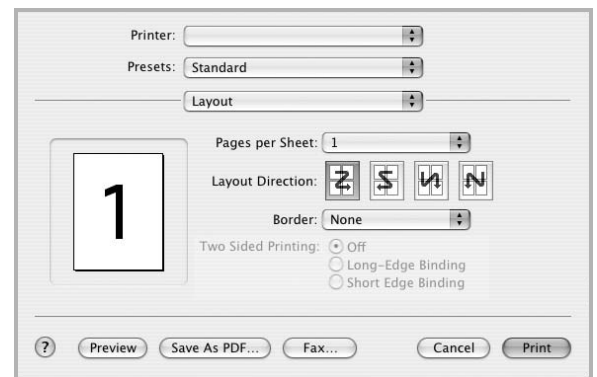 Printer:
Presets: Standard
Layout
Pages per Sheet: 1
1
Layout Direction:
Border: None
Two Sided Printing: Off
Long-Edge Binding
Short Edge Binding
? Preview Save As PDF... Fax... Cancel Print